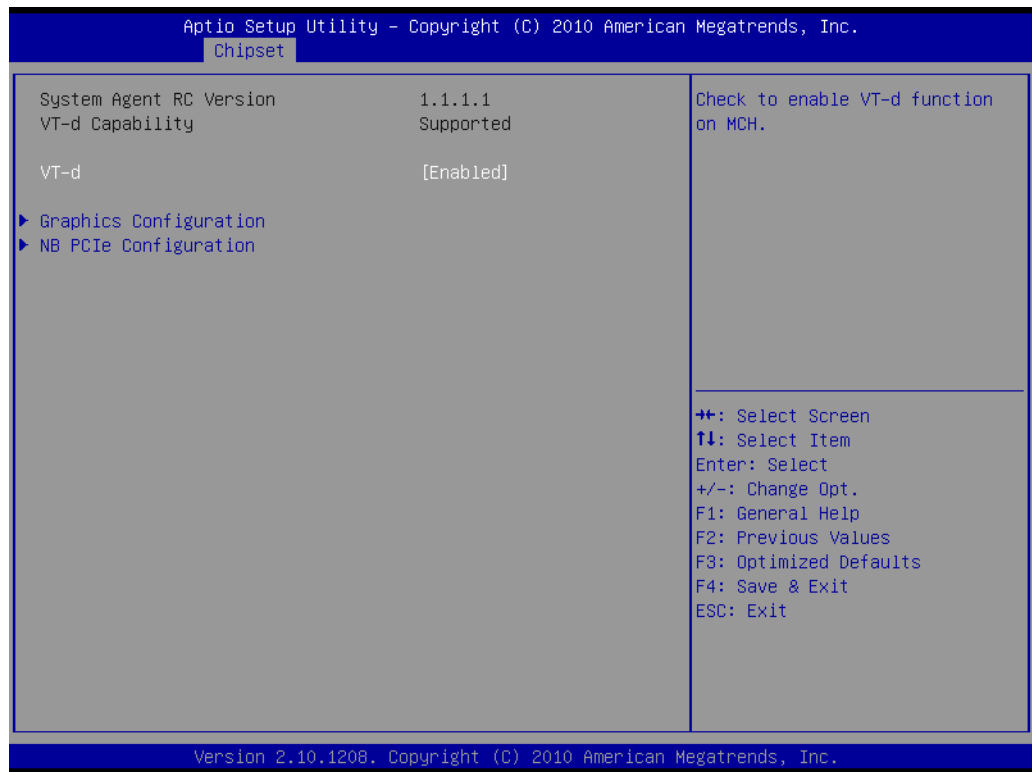 Aptio Setup Utility – Copyright (C) 2010 American Megatrends, Inc.
Chipset
System Agent RC Version 1.1.1.1
VT-d Capability Supported
VT-d [Enabled]
▶ Graphics Configuration
▶ NB PCIe Configuration
Check to enable VT-d function
on MCH.
→←: Select Screen
↑↓: Select Item
Enter: Select
+/-: Change Opt.
F1: General Help
F2: Previous Values
F3: Optimized Defaults
F4: Save & Exit
ESC: Exit
Version 2.10.1208. Copyright (C) 2010 American Megatrends, Inc.